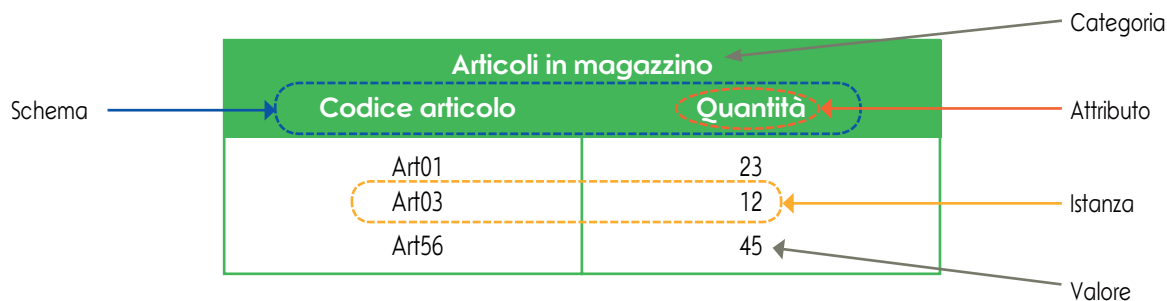 Categoria
Articoli in magazzino
Schema
Codice articolo Quantità
Attributo
Art01 23
Art03 12
Istanza
Art56 45
Valore